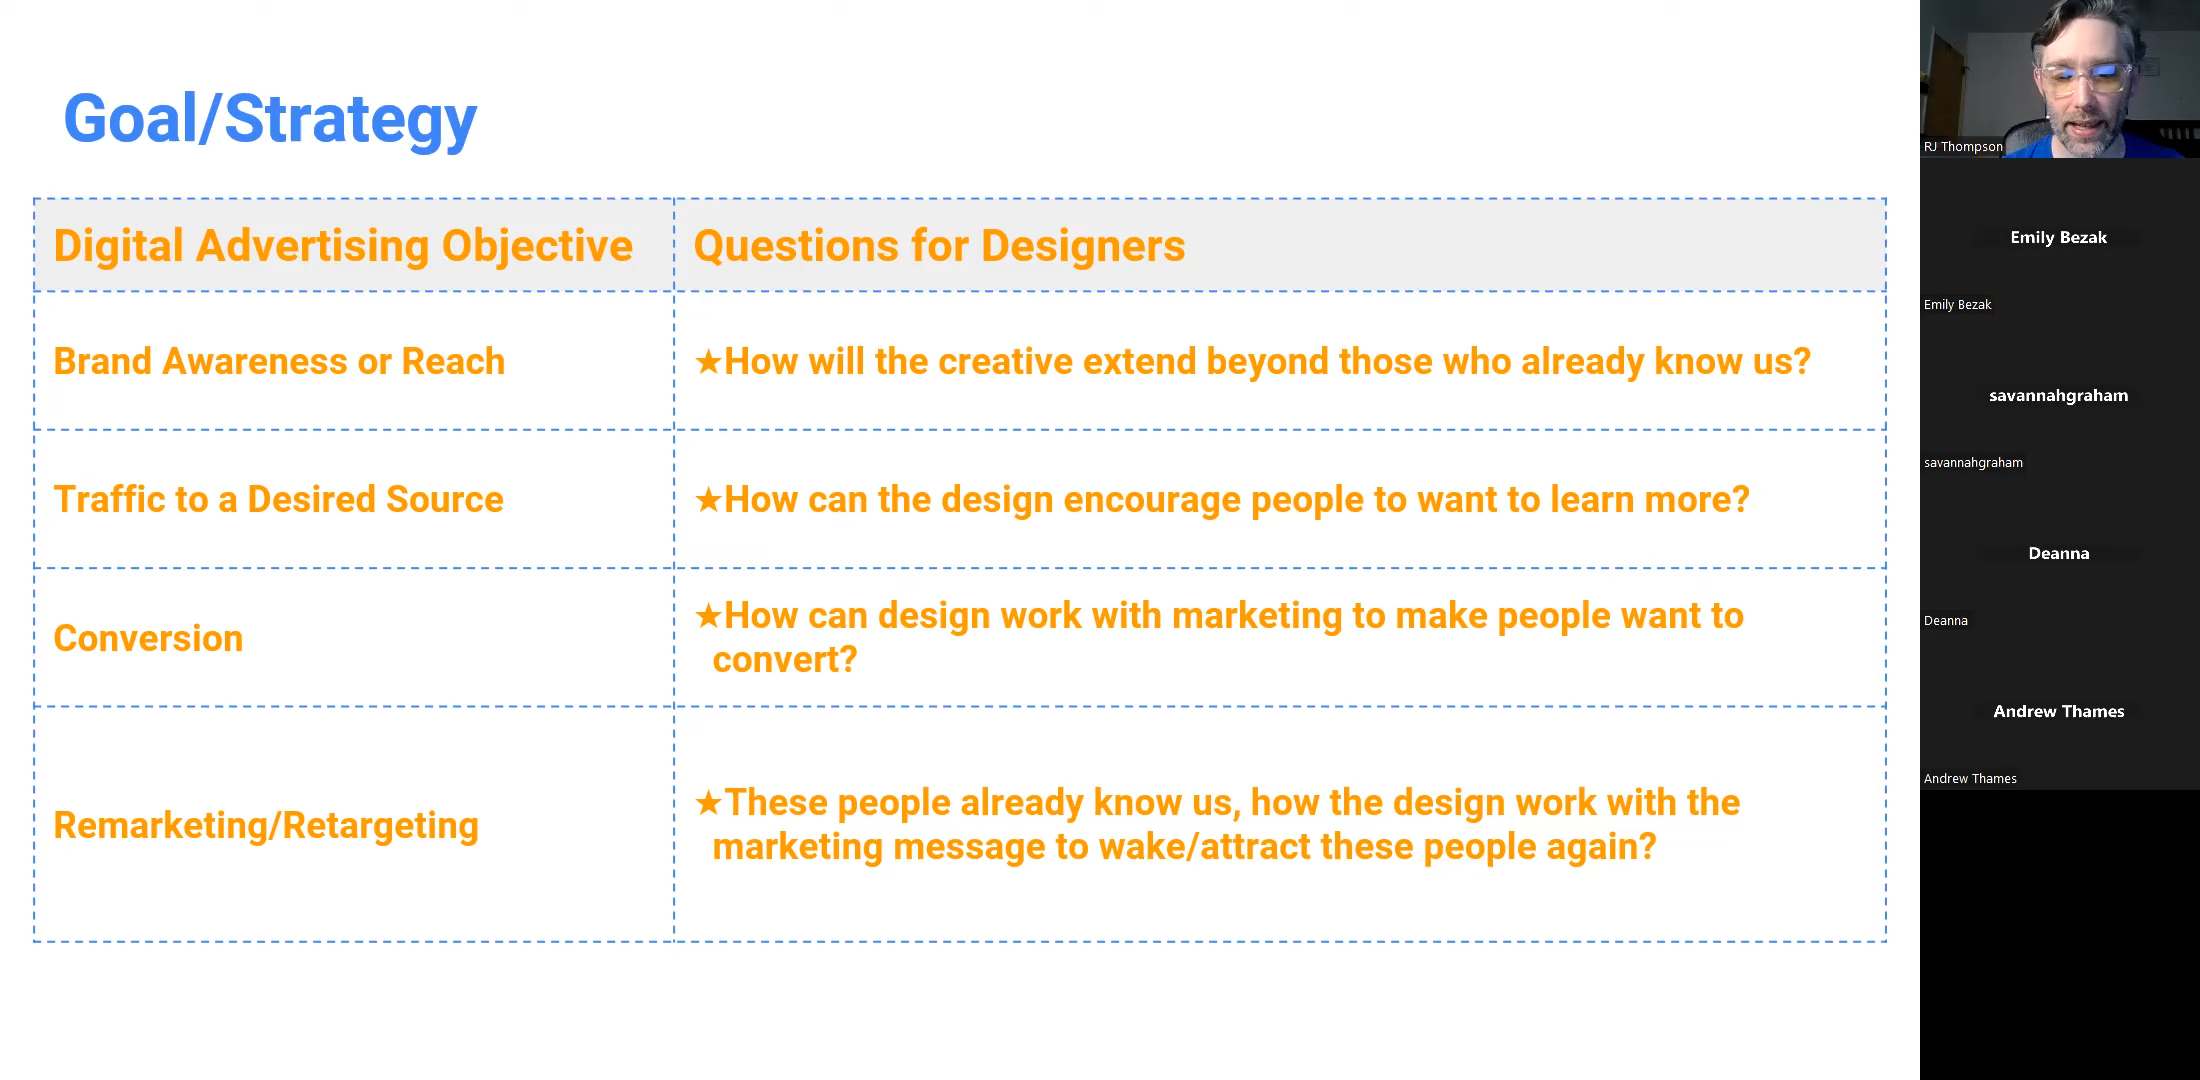 Goal/Strategy
Digital Advertising Objective
Questions for Designers
Brand Awareness or Reach
★How will the creative extend beyond those who already know us?
Traffic to a Desired Source
★How can the design encourage people to want to learn more?
Conversion
★How can design work with marketing to make people want to
convert?
Remarketing/Retargeting
★These people already know us, how the design work with the
marketing message to wake/attract these people again?
RJ Thompson
Emily Bezak
Emily Bezak
savannahgraham
savannahgraham
Deanna
Deanna
Andrew Thames
Andrew Thames